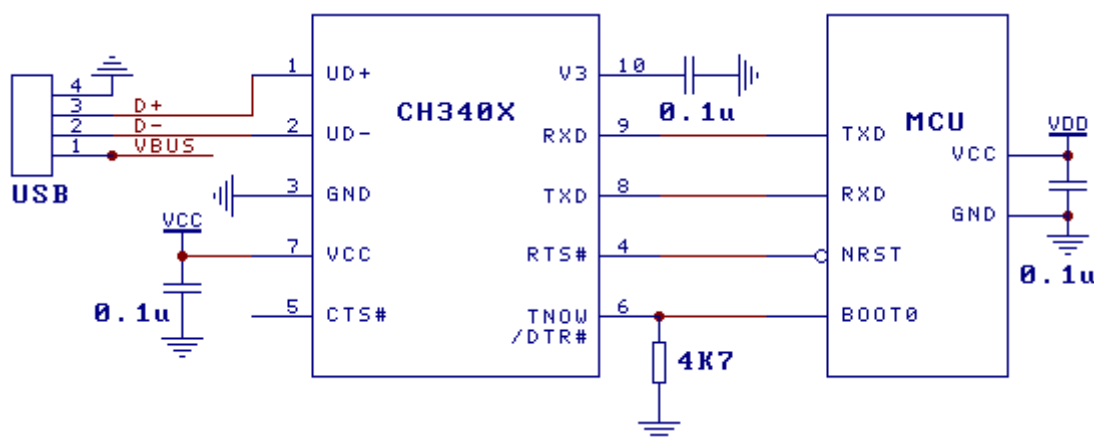 4
3
2
1
D+
D-
VBUS
USB
VCC
0.1u
1
2
3
7
5
UD+
UD-
GND
VCC
CTS#
CH340X
V3
RXD
TXD
RTS#
TNOW
/DTR#
10
9
8
4
6
0.1u
4K7
MCU
TXD
RXD
NRST
BOOT0
VCC
GND
VDD
0.1u